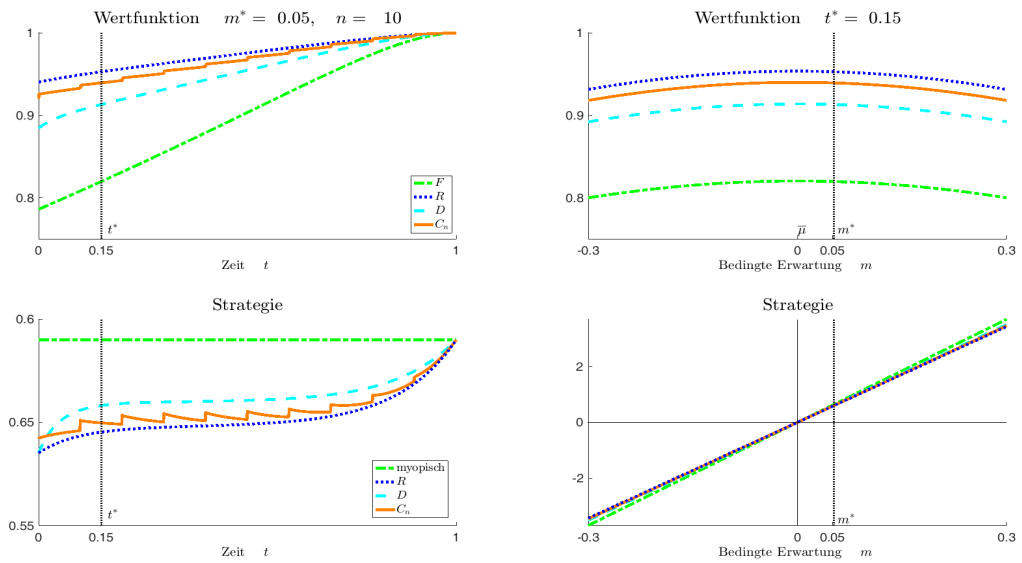 Wertfunktion m* = 0.05, n = 10
1
0.9
0.8
F
R
D
Cn
t*
0 0.15 1
Zeit t
Wertfunktion t* = 0.15
1
0.9
0.8
μ̄ m*
-0.3 0 0.05 0.3
Bedingte Erwartung m
Strategie
0.6
0.65
0.55
myopisch
R
D
Cn
t*
0 0.15 1
Zeit t
Strategie
2
0
-2
m*
-0.3 0 0.05 0.3
Bedingte Erwartung m